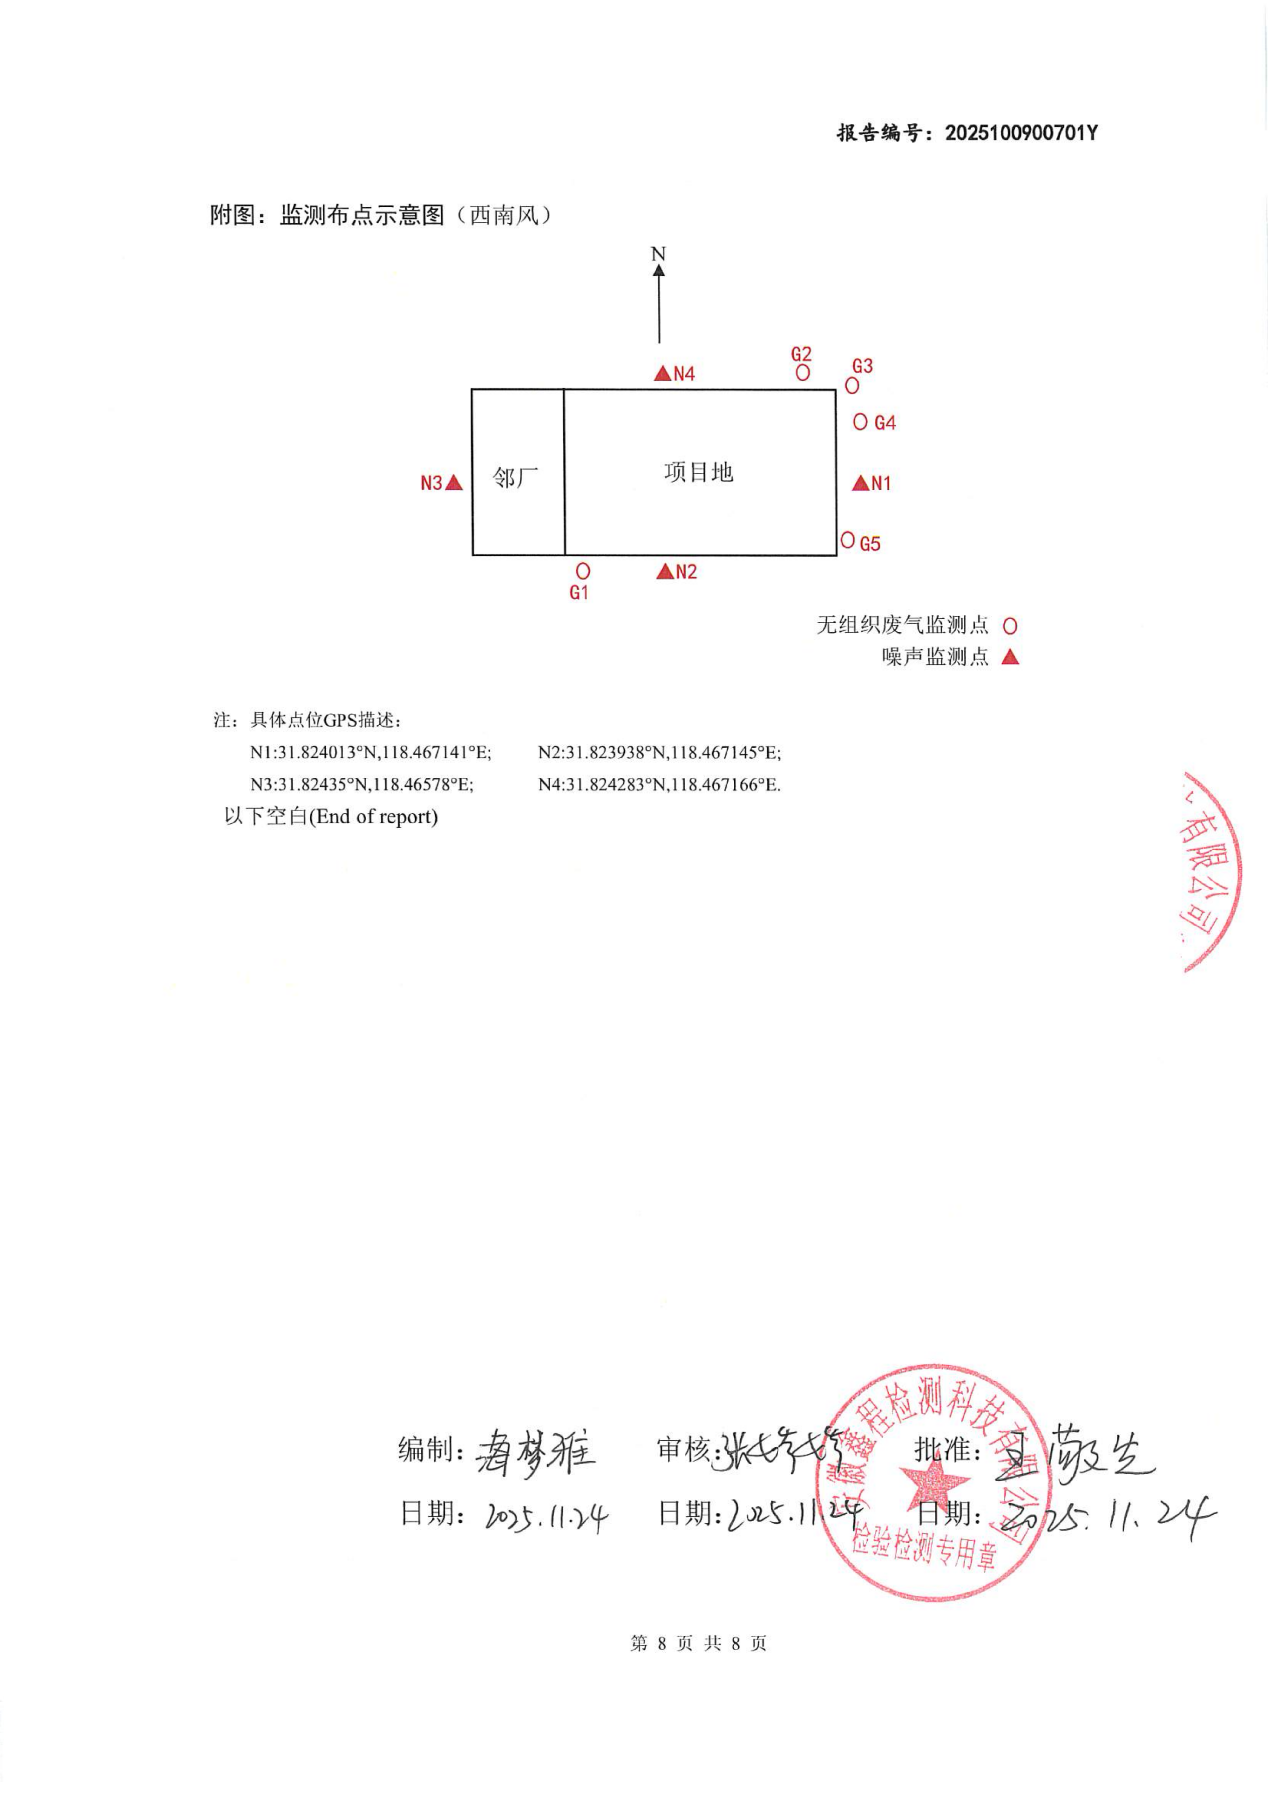 报告编号：2025100900701Y
附图：监测布点示意图（西南风）
N
G2
G3
N4
G4
N3
邻厂
项目地
N1
G5
N2
G1
无组织废气监测点
噪声监测点
注：具体点位GPS描述：
N1:31.824013°N,118.467141°E; N2:31.823938°N,118.467145°E;
N3:31.82435°N,118.46578°E; N4:31.824283°N,118.467166°E.
以下空白(End of report)
有限公司
安徽鑫程检测科技有限公司
编制： 审核： 批准：
日期：2025.11.24 日期：2025.11.24 日期：2025.11.24
检验检测专用章
第 8 页 共 8 页